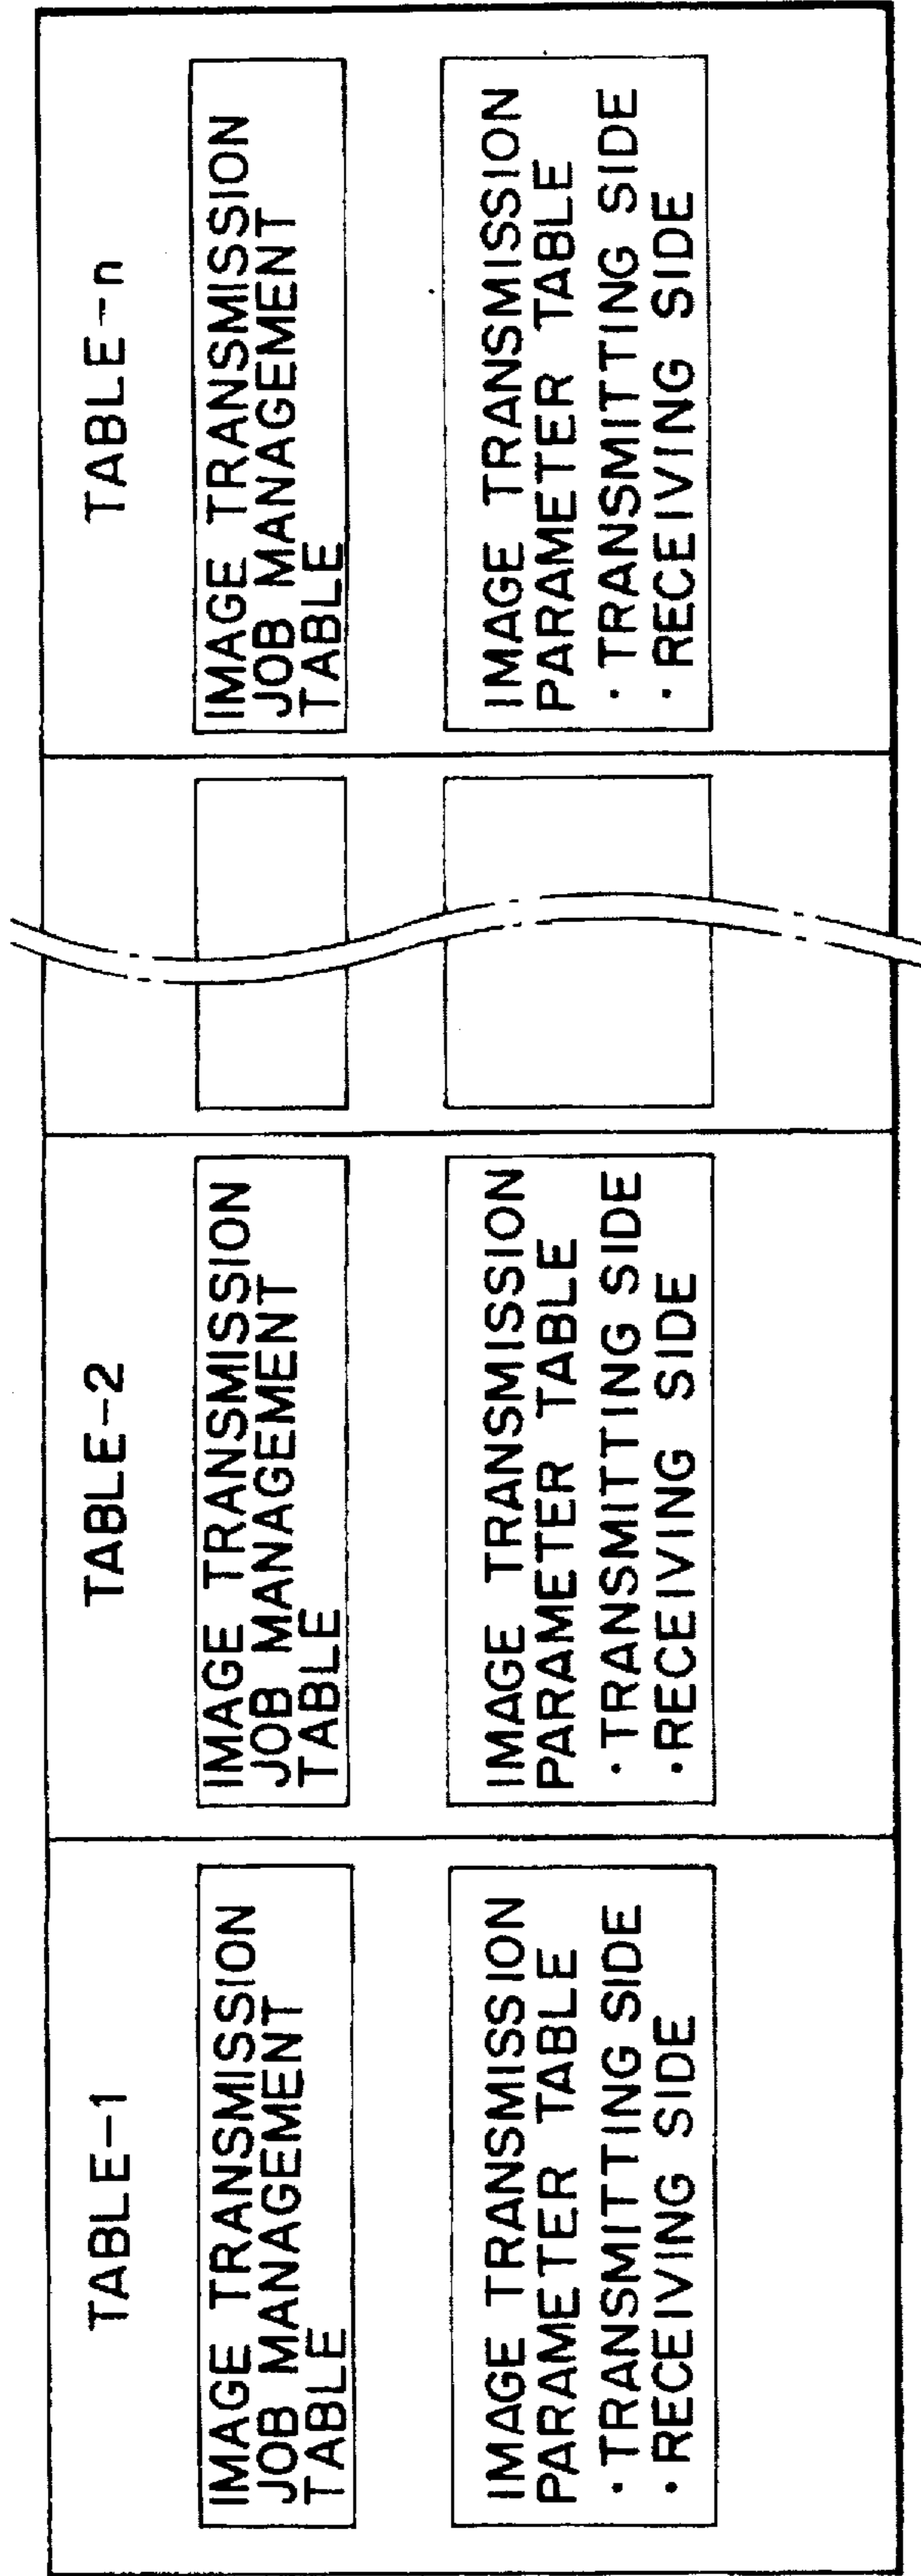 TABLE-1
IMAGE TRANSMISSION
JOB MANAGEMENT
TABLE
IMAGE TRANSMISSION
PARAMETER TABLE
· TRANSMITTING SIDE
· RECEIVING SIDE
TABLE-2
IMAGE TRANSMISSION
JOB MANAGEMENT
TABLE
IMAGE TRANSMISSION
PARAMETER TABLE
· TRANSMITTING SIDE
· RECEIVING SIDE
TABLE-n
IMAGE TRANSMISSION
JOB MANAGEMENT
TABLE
IMAGE TRANSMISSION
PARAMETER TABLE
· TRANSMITTING SIDE
· RECEIVING SIDE